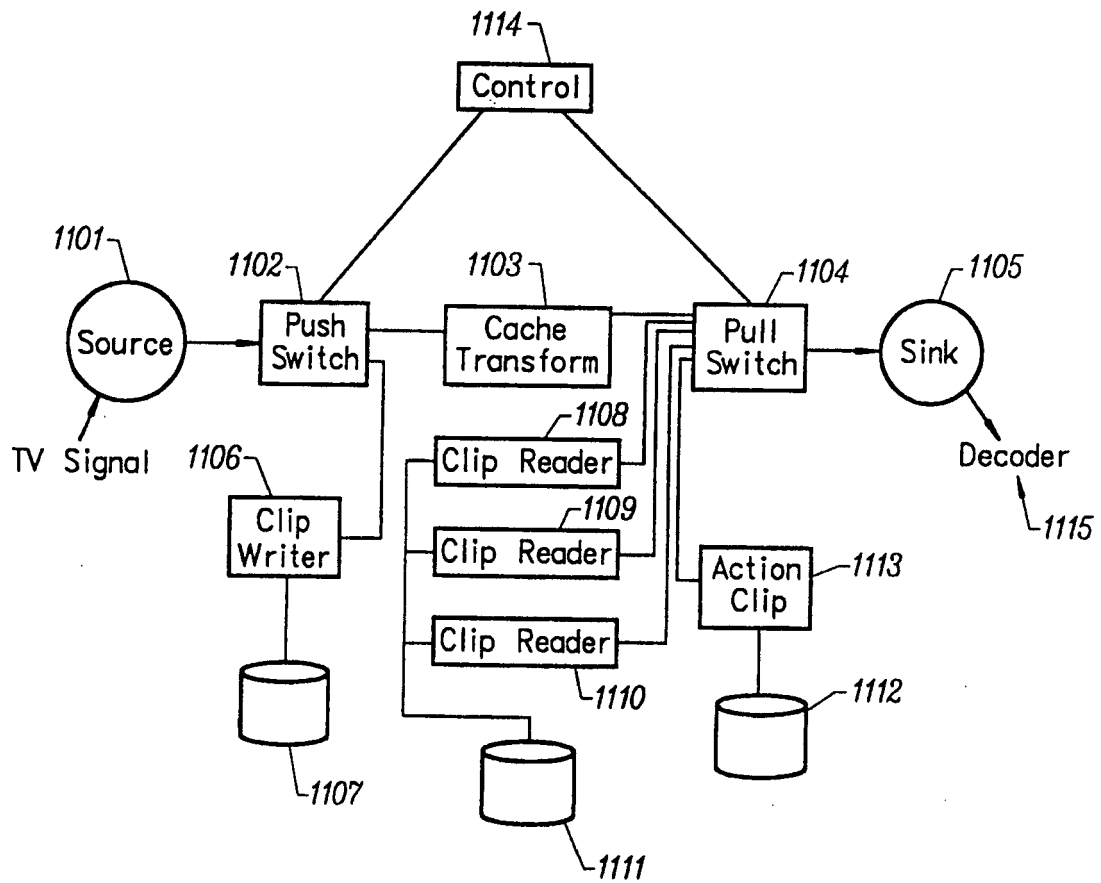 1114
Control
1101
1102
1103
1104
1105
Source
Push
Switch
Cache
Transform
Pull
Switch
Sink
TV Signal
1106
1108
Clip Reader
Decoder
1115
Clip
Writer
1109
Clip Reader
Action
Clip
1113
Clip Reader
1110
1112
1107
1111